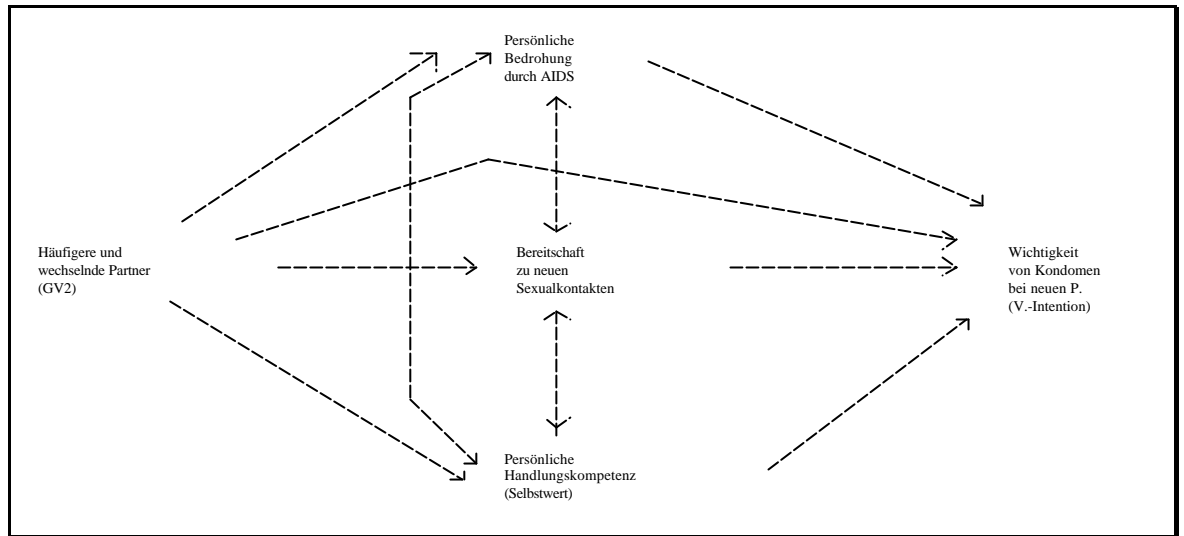 Persönliche
Bedrohung
durch AIDS
Häufigere und
wechselnde Partner
(GV2)
Bereitschaft
zu neuen
Sexualkontakten
Wichtigkeit
von Kondomen
bei neuen P.
(V.-Intention)
Persönliche
Handlungskompetenz
(Selbstwert)